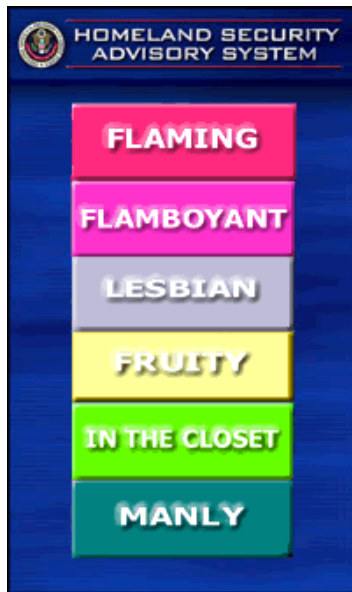 HOMELAND SECURITY
ADVISORY SYSTEM
FLAMING
FLAMBOYANT
LESBIAN
FRUITY
IN THE CLOSET
MANLY